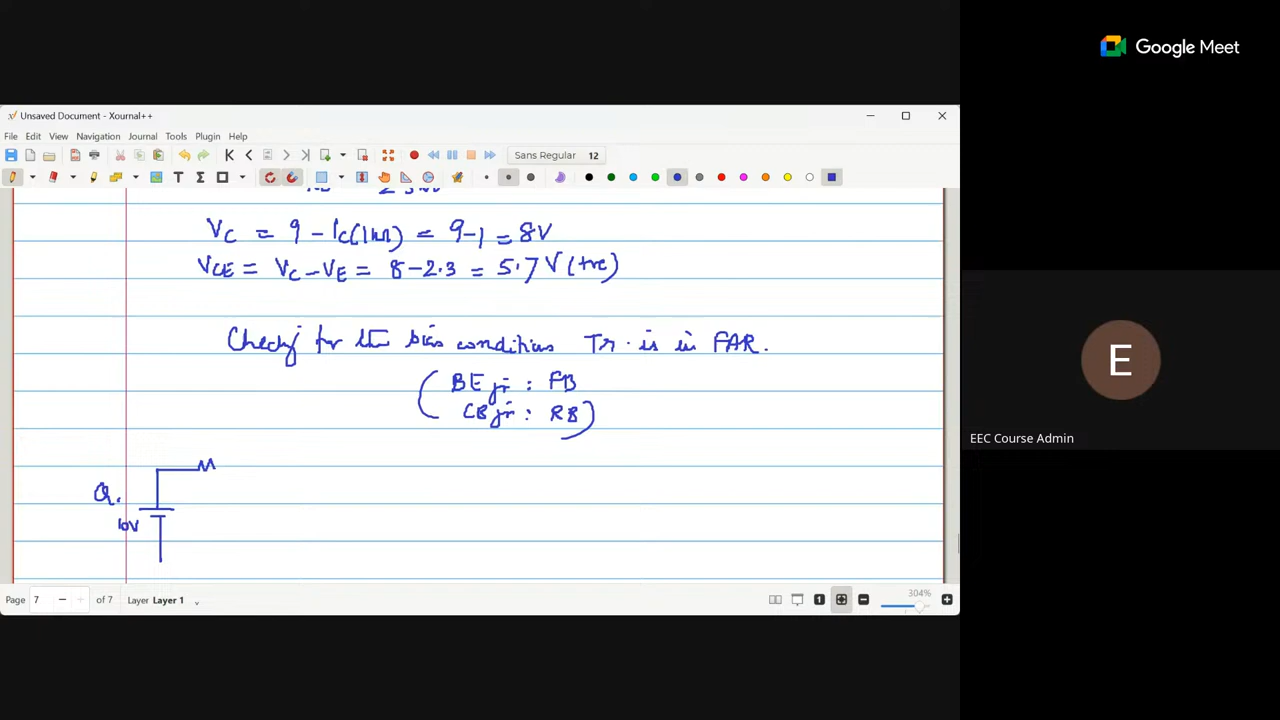 Google Meet
Unsaved Document - Xournal++
File Edit View Navigation Journal Tools Plugin Help
Sans Regular 12
VC = 9 - IC(1kΩ) = 9-1 = 8V
VCE = VC - VE = 8 - 2.3 = 5.7 V (+ve)
for the bias conditions Tr. is in FAR.
( BE jn : FB
CB jn : RB )
Q.
10V
E
EEC Course Admin
Page 7 of 7 Layer Layer 1
304%